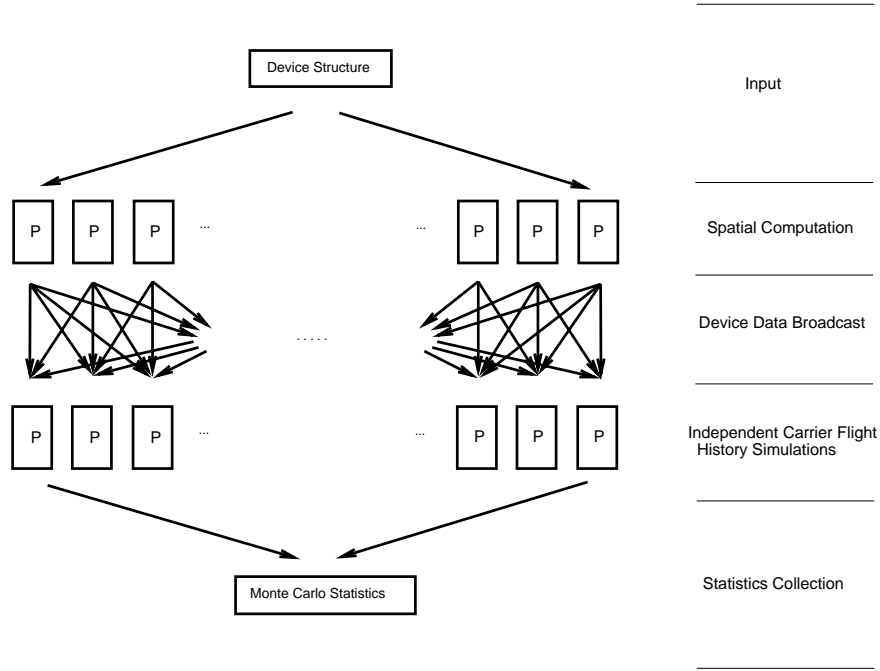 Device Structure
Input
P P P ... ... P P P
Spatial Computation
. . . . .
Device Data Broadcast
P P P ... ... P P P
Independent Carrier Flight
History Simulations
Monte Carlo Statistics
Statistics Collection